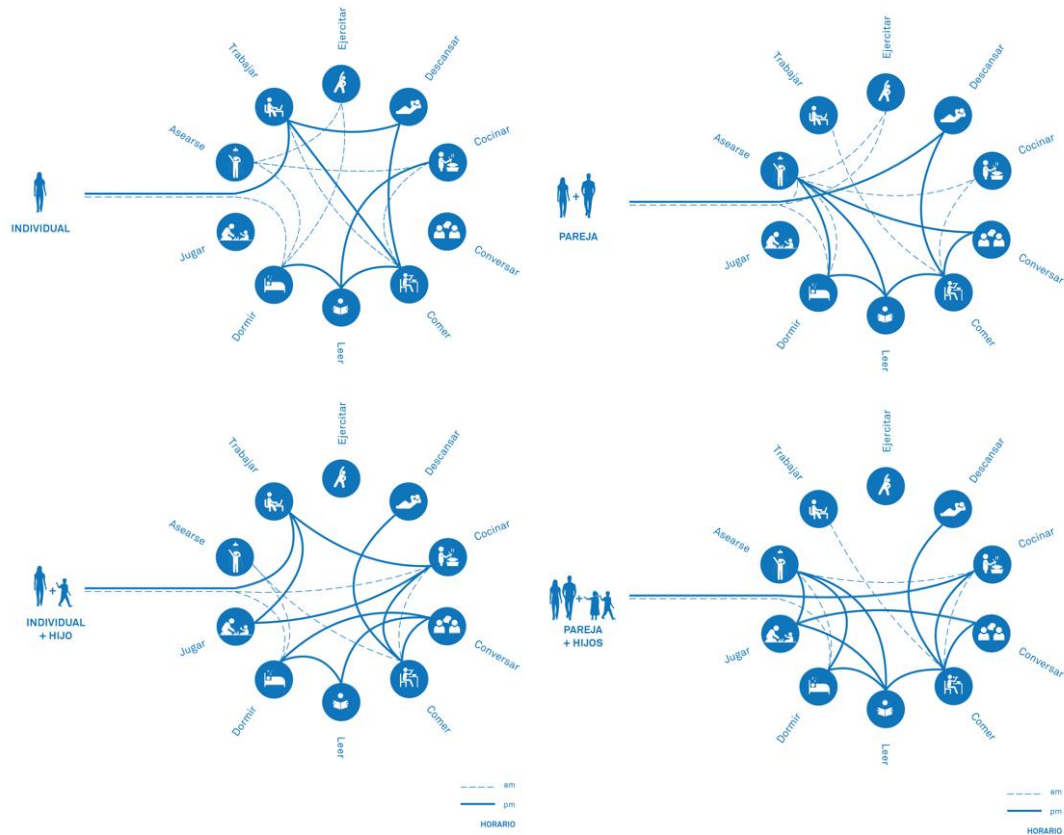 Ejercitar
Trabajar
Descansar
Asearse
Cocinar
INDIVIDUAL
Jugar
Conversar
Dormir
Comer
Leer
Ejercitar
Trabajar
Descansar
Asearse
Cocinar
+
PAREJA
Jugar
Conversar
Dormir
Comer
Leer
Ejercitar
Trabajar
Descansar
Asearse
Cocinar
+
INDIVIDUAL
+ HIJO
Jugar
Conversar
Dormir
Comer
Leer
am
pm
HORARIO
Ejercitar
Trabajar
Descansar
Asearse
Cocinar
+
PAREJA
+ HIJOS
Jugar
Conversar
Dormir
Comer
Leer
am
pm
HORARIO